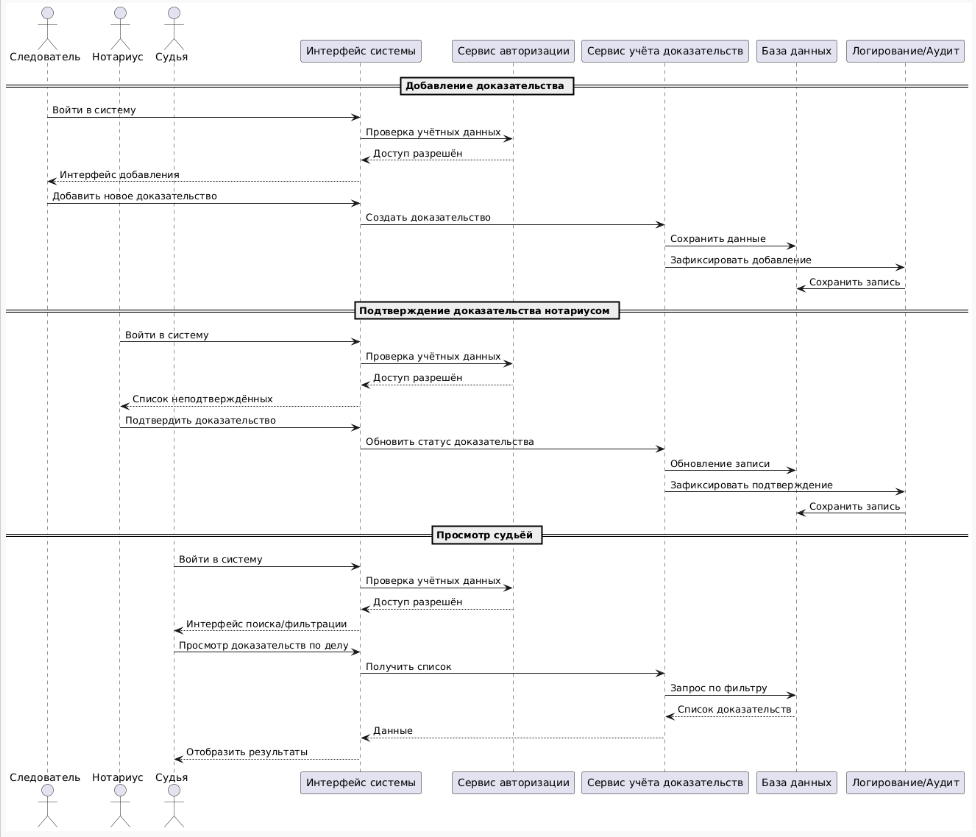 Следователь Нотариус Судья Интерфейс системы Сервис авторизации Сервис учёта доказательств База данных Логирование/Аудит
Добавление доказательства
Войти в систему
Проверка учётных данных
Доступ разрешён
Интерфейс добавления
Добавить новое доказательство
Создать доказательство
Сохранить данные
Зафиксировать добавление
Сохранить запись
Подтверждение доказательства нотариусом
Войти в систему
Проверка учётных данных
Доступ разрешён
Список неподтверждённых
Подтвердить доказательство
Обновить статус доказательства
Обновление записи
Зафиксировать подтверждение
Сохранить запись
Просмотр судьёй
Войти в систему
Проверка учётных данных
Доступ разрешён
Интерфейс поиска/фильтрации
Просмотр доказательств по делу
Получить список
Запрос по фильтру
Список доказательств
Данные
Отобразить результаты
Следователь Нотариус Судья Интерфейс системы Сервис авторизации Сервис учёта доказательств База данных Логирование/Аудит